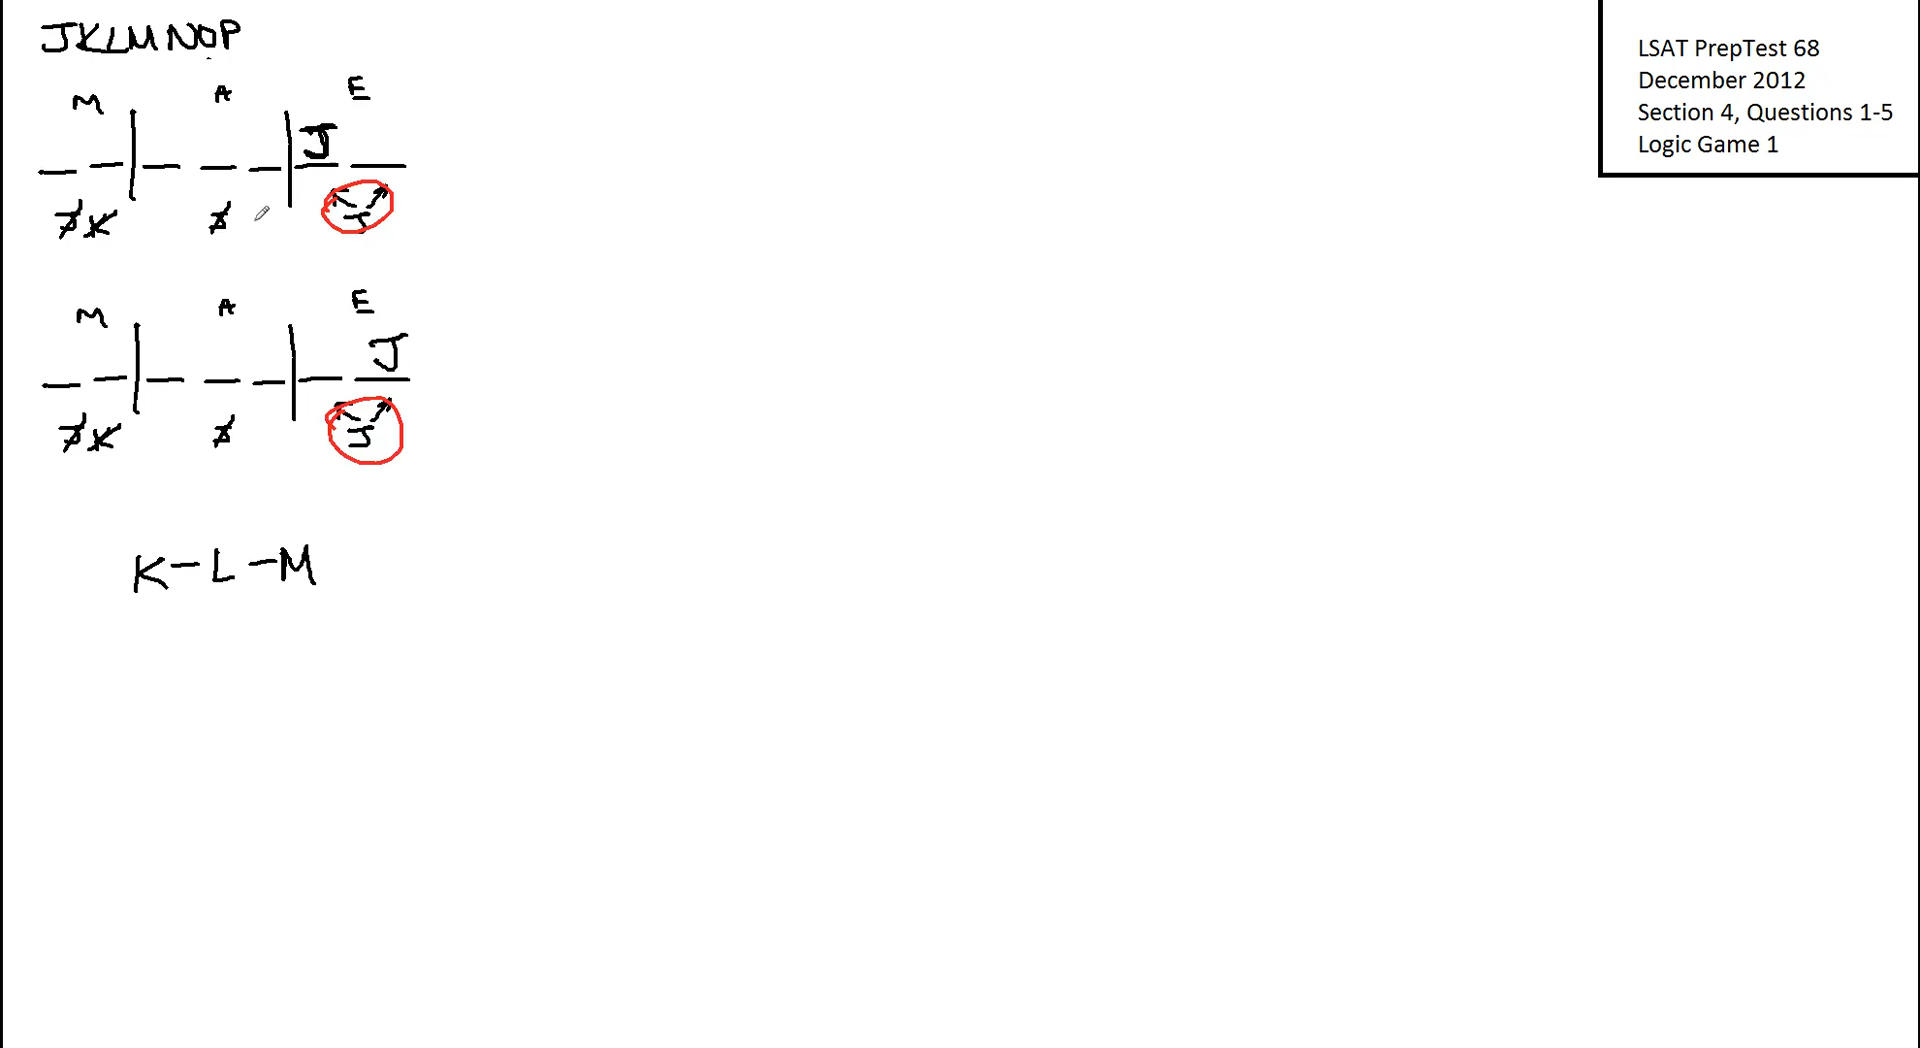 JKLMNOP
M A E
J
J K J J
M A E
J
J K J J
K-L-M
LSAT PrepTest 68
December 2012
Section 4, Questions 1-5
Logic Game 1